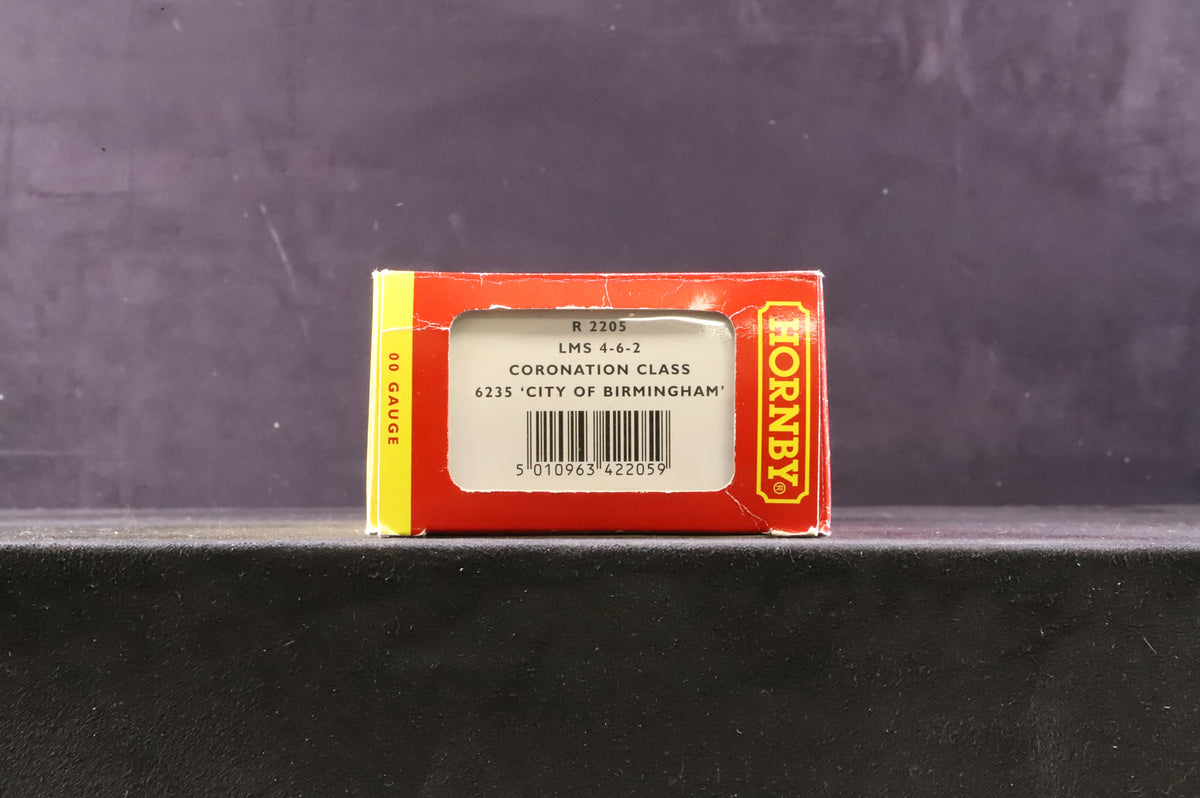 00 GAUGE
R 2205
LMS 4-6-2
CORONATION CLASS
6235 ‘CITY OF BIRMINGHAM’
5 010963 422059
HORNBY®